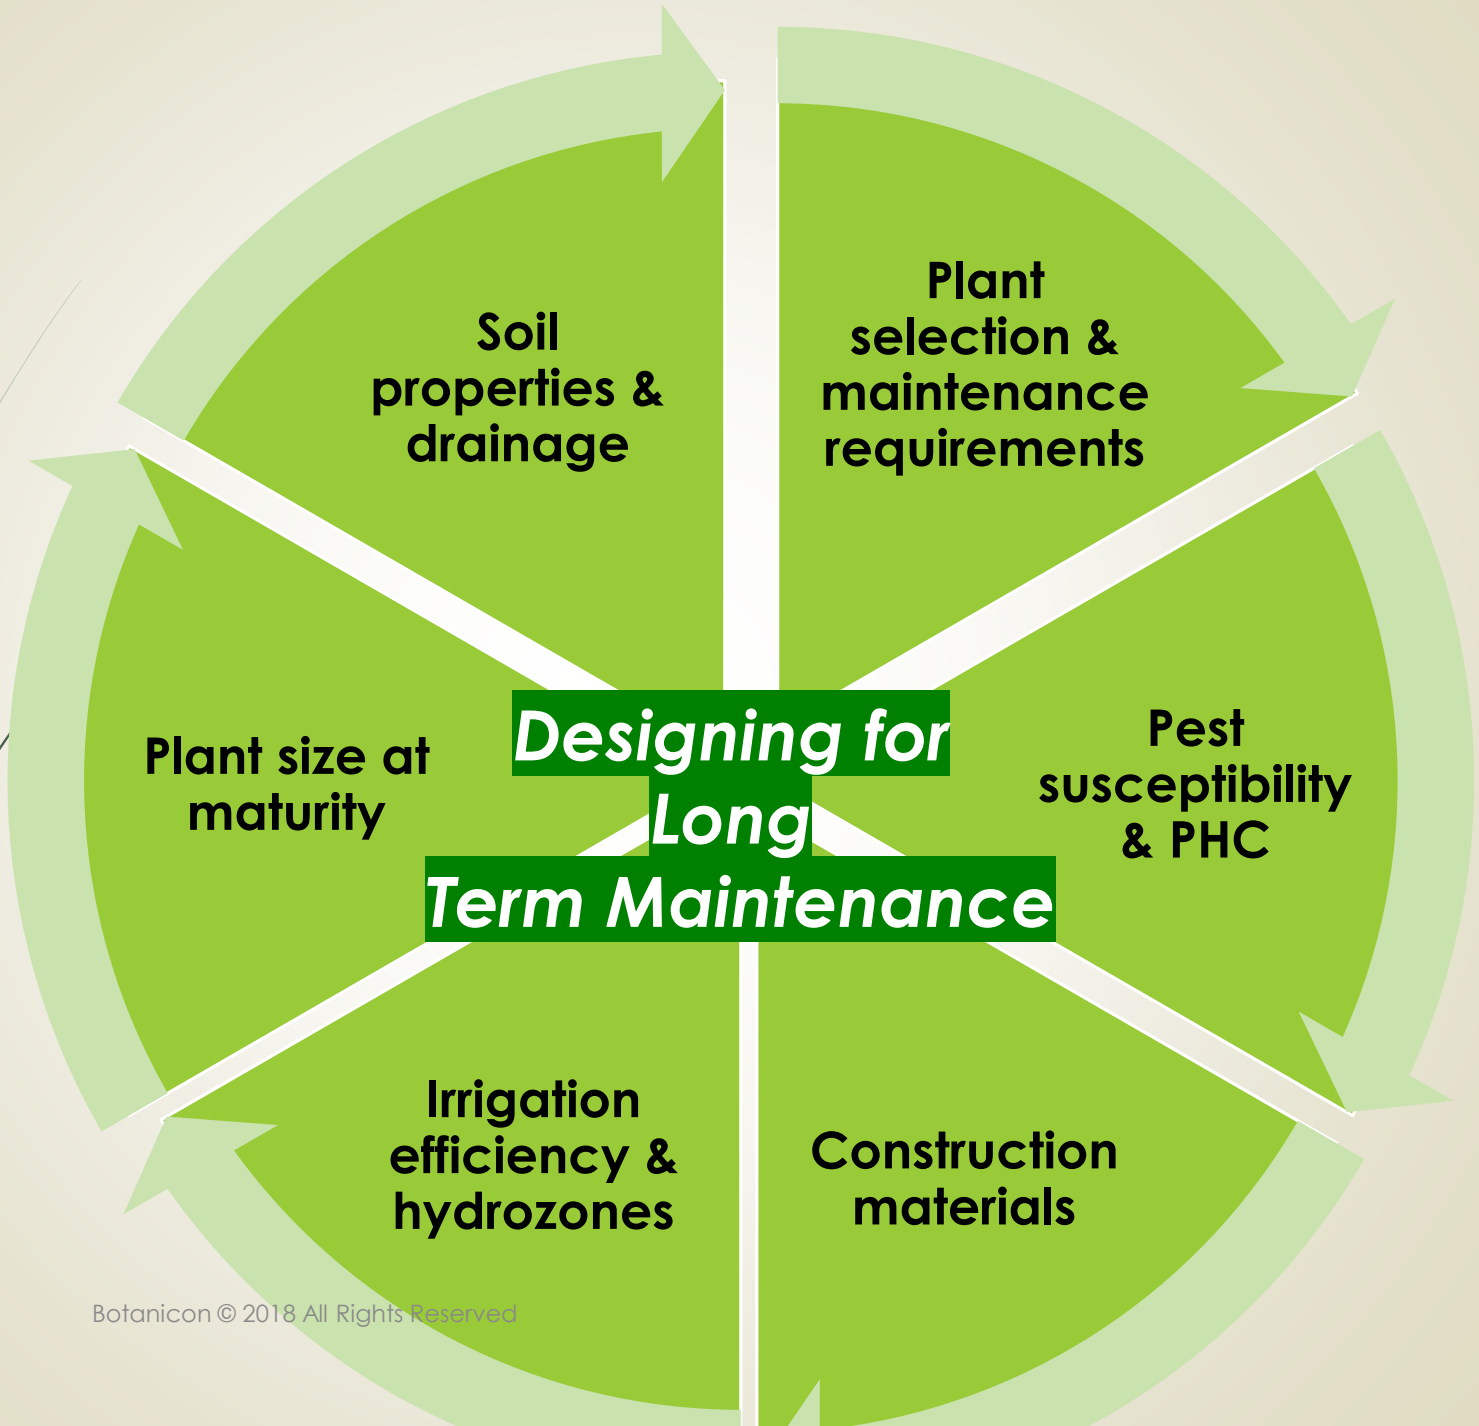 Plant
selection &
maintenance
requirements
Pest
susceptibility
& PHC
Construction
materials
Irrigation
efficiency &
hydrozones
Plant size at
maturity
Soil
properties &
drainage
Designing for
Long
Term Maintenance
Botanicon © 2018 All Rights Reserved